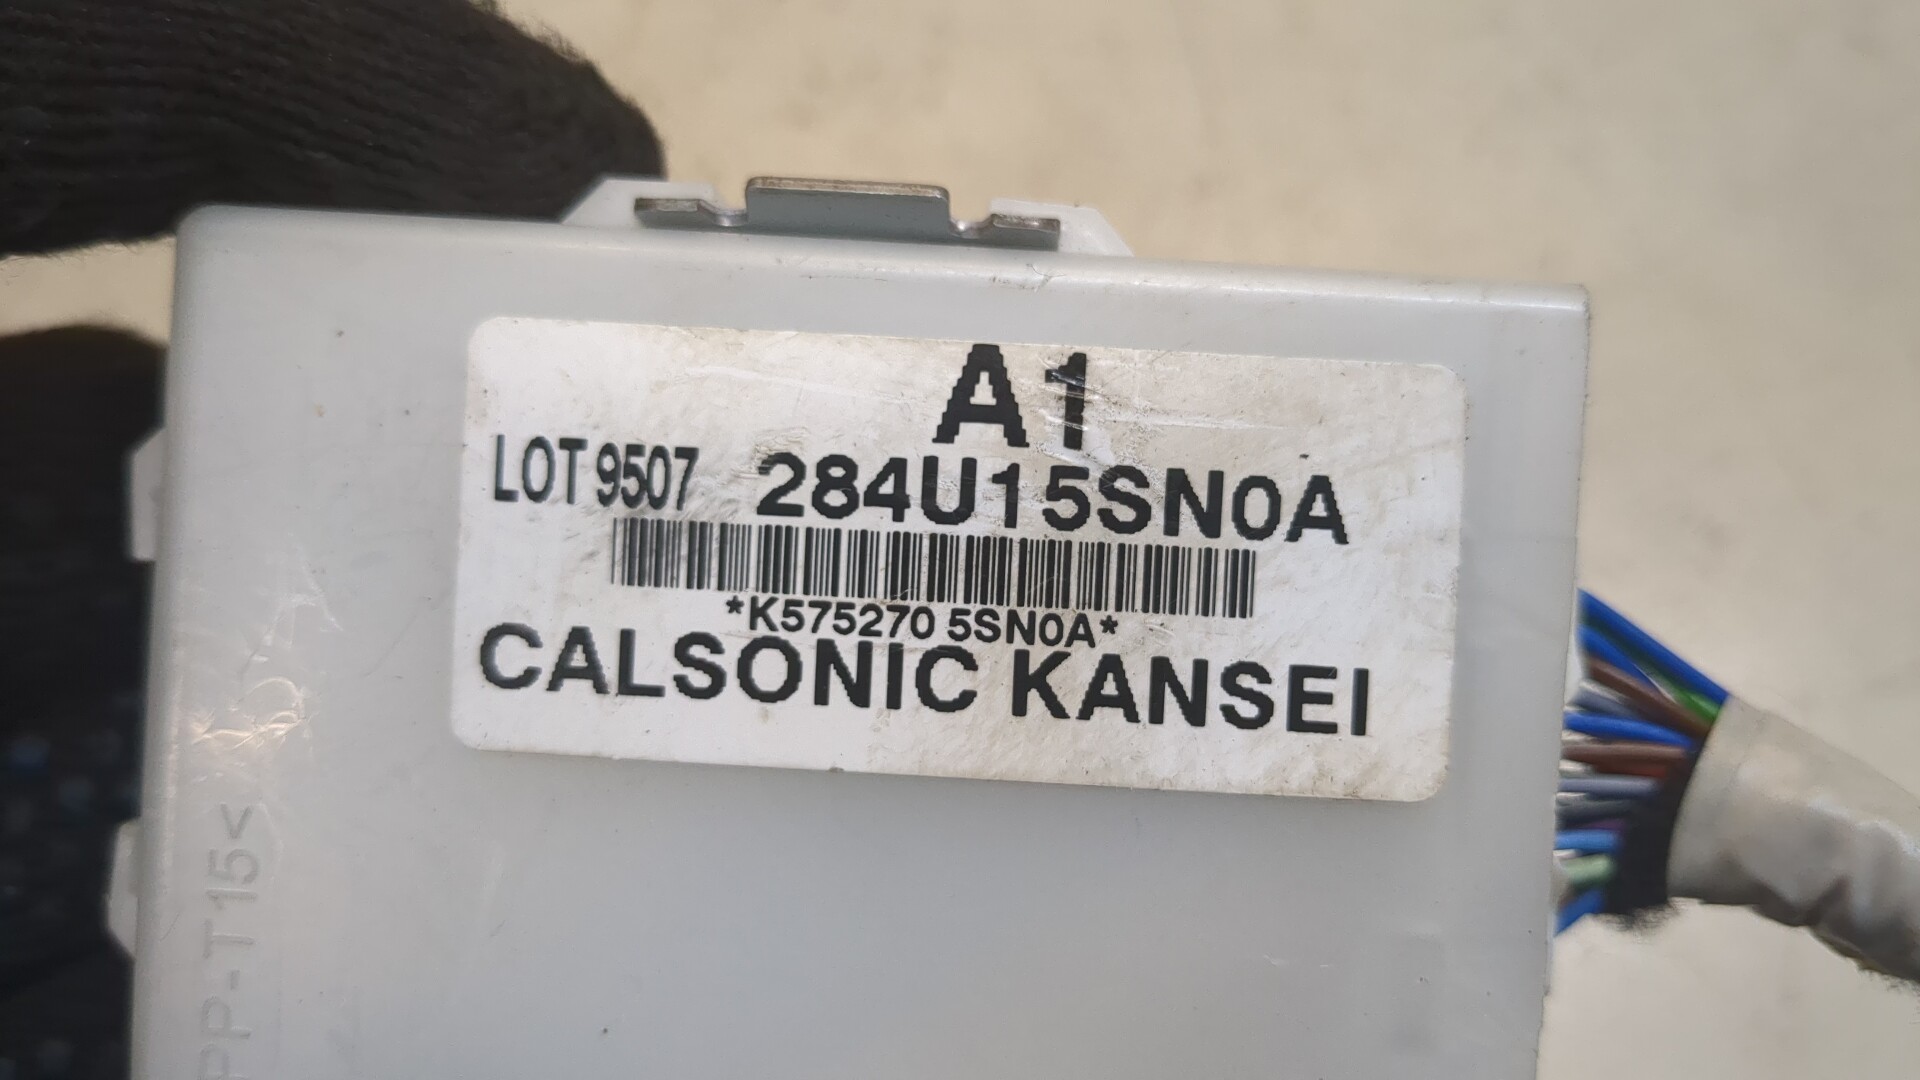 A1
LOT 9507 284U15SN0A
*K575270 5SN0A*
CALSONIC KANSEI
PP-T15<